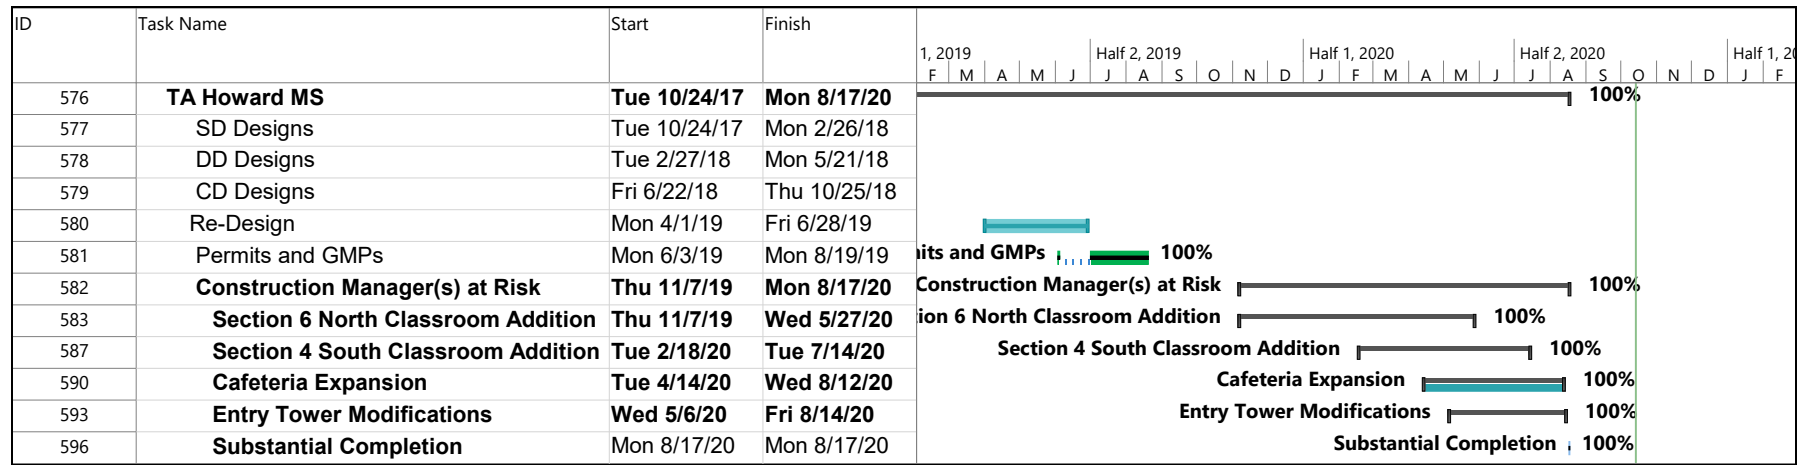 ID Task Name Start Finish
1, 2019 Half 2, 2019 Half 1, 2020 Half 2, 2020 Half 1, 20
F M A M J J A S O N D J F M A M J J A S O N D J F
576 TA Howard MS Tue 10/24/17 Mon 8/17/20 100%
577 SD Designs Tue 10/24/17 Mon 2/26/18
578 DD Designs Tue 2/27/18 Mon 5/21/18
579 CD Designs Fri 6/22/18 Thu 10/25/18
580 Re-Design Mon 4/1/19 Fri 6/28/19
581 Permits and GMPs Mon 6/3/19 Mon 8/19/19 nits and GMPs 100%
582 Construction Manager(s) at Risk Thu 11/7/19 Mon 8/17/20 Construction Manager(s) at Risk 100%
583 Section 6 North Classroom Addition Thu 11/7/19 Wed 5/27/20 ion 6 North Classroom Addition 100%
587 Section 4 South Classroom Addition Tue 2/18/20 Tue 7/14/20 Section 4 South Classroom Addition 100%
590 Cafeteria Expansion Tue 4/14/20 Wed 8/12/20 Cafeteria Expansion 100%
593 Entry Tower Modifications Wed 5/6/20 Fri 8/14/20 Entry Tower Modifications 100%
596 Substantial Completion Mon 8/17/20 Mon 8/17/20 Substantial Completion 100%